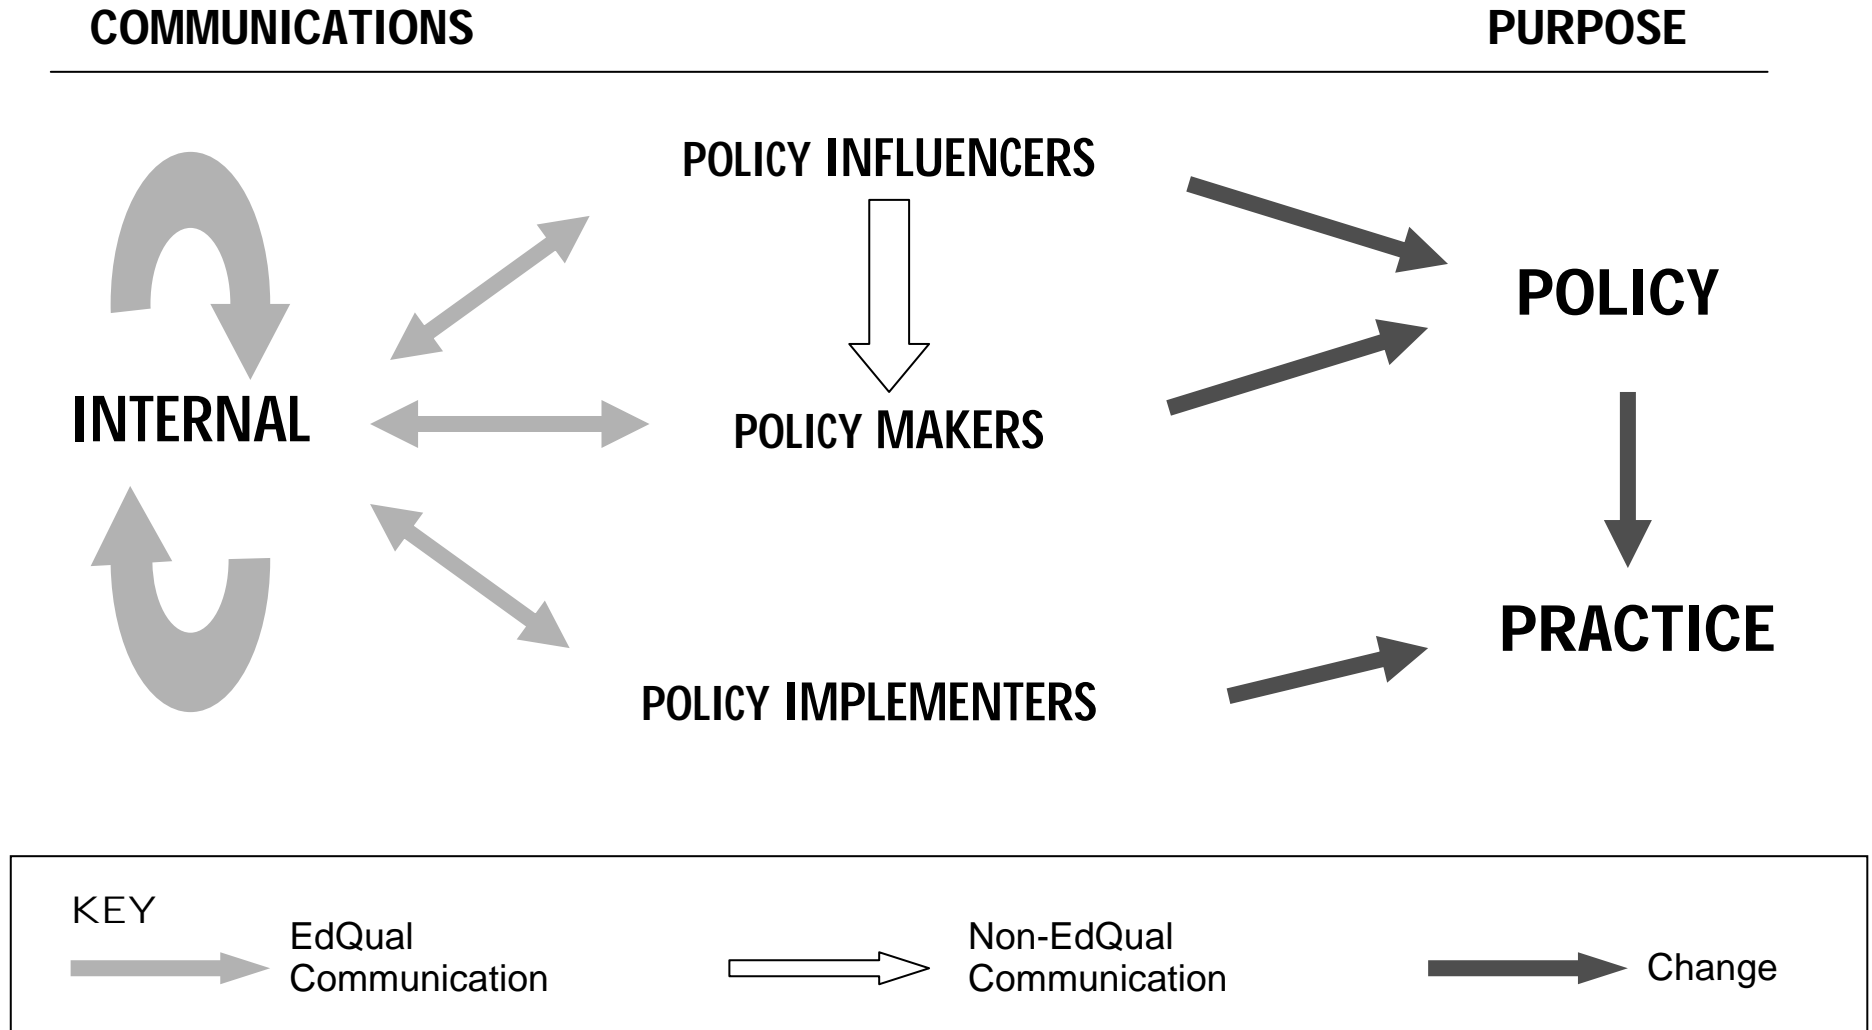 COMMUNICATIONS PURPOSE
POLICY INFLUENCERS
POLICY
INTERNAL
POLICY MAKERS
PRACTICE
POLICY IMPLEMENTERS
KEY
EdQual
Communication
Non-EdQual
Communication
Change